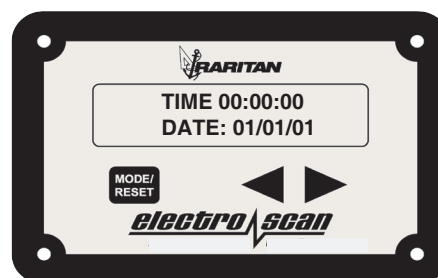 RARITAN
TIME 00:00:00
DATE: 01/01/01
MODE/
RESET
electro scan